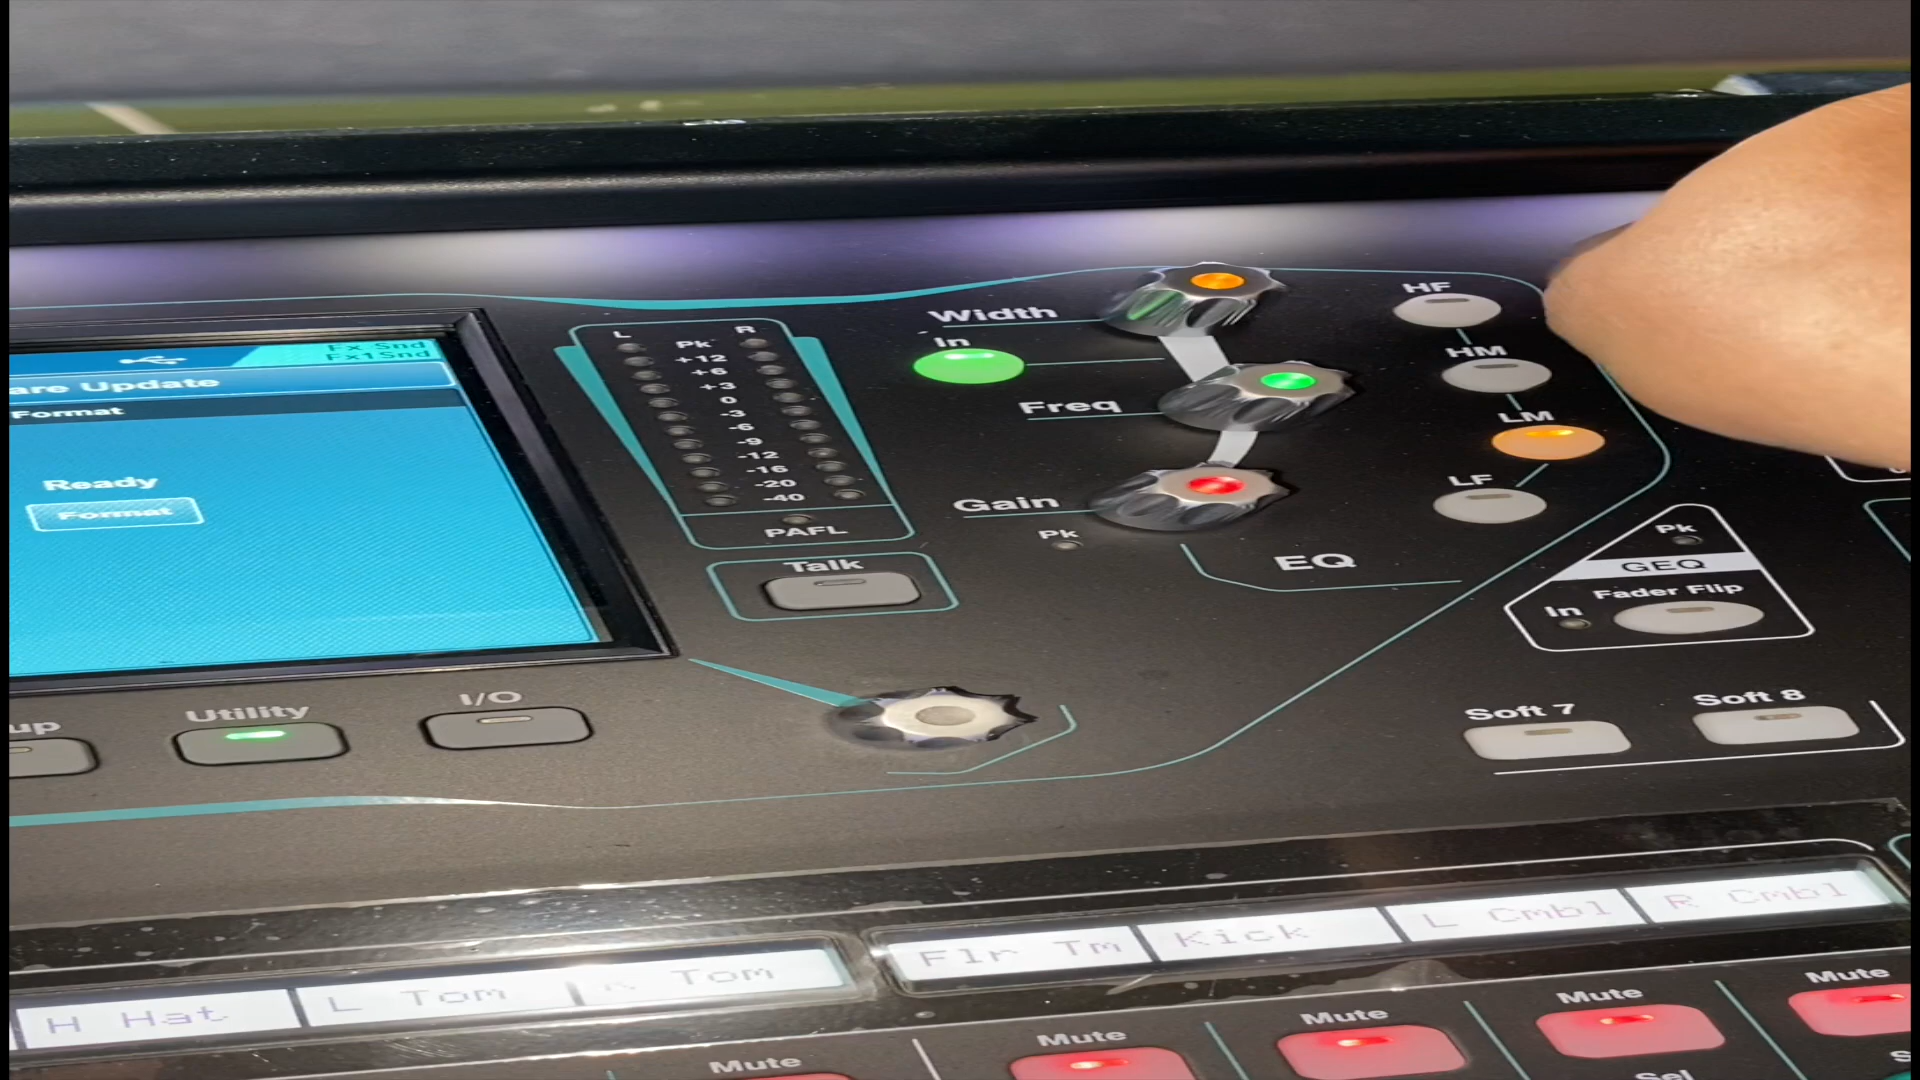 Fx Snd
Fx1Snd
are Update
Format
Ready
Format
L
R
Pk
+12
+6
+3
0
-3
-6
-9
-12
-16
-20
-40
PAFL
Talk
Width
In
Freq
Gain
Pk
EQ
HF
HM
LM
LF
Pk
GEQ
Fader Flip
In
up
Utility
I/O
Soft 7
Soft 8
H Hat
L Tom
Tom
Flr Tm
Kick
L Cmbl
R Cmbl
Mute
Mute
Mute
Mute
Mute
Sel